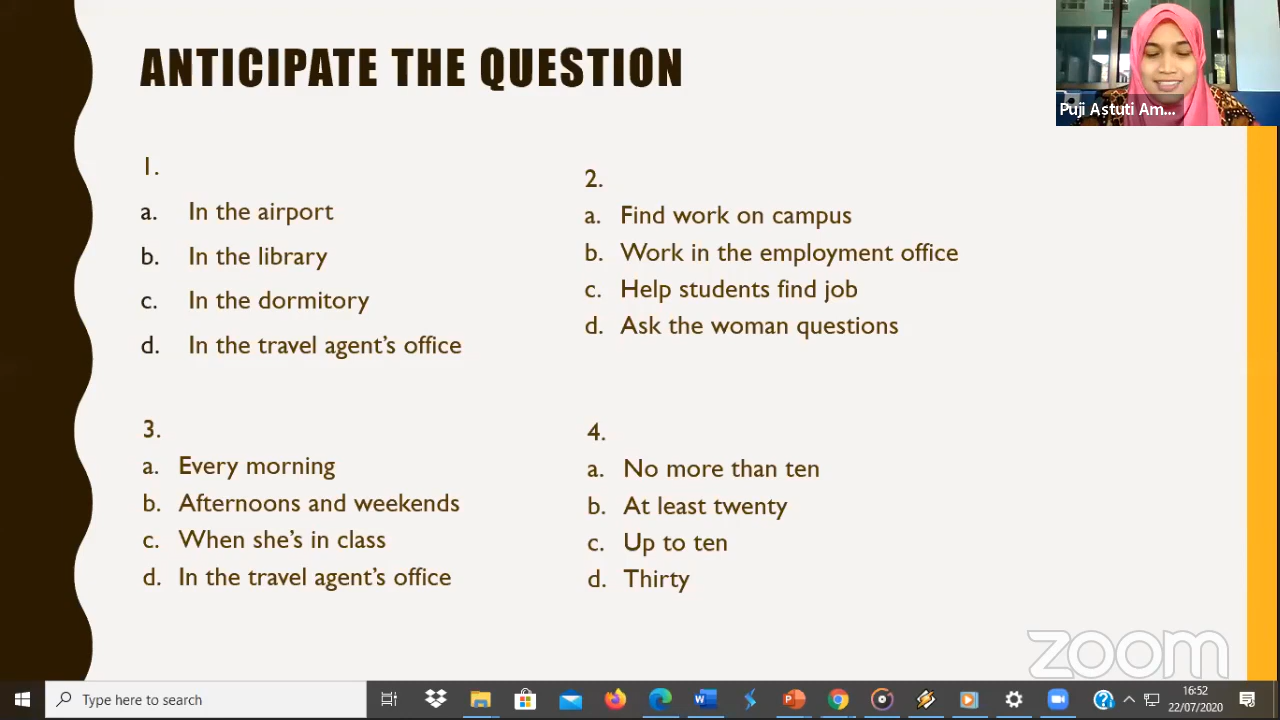 ANTICIPATE THE QUESTION
Puji Astuti Am...
1.
a. In the airport
b. In the library
c. In the dormitory
d. In the travel agent's office
2.
a. Find work on campus
b. Work in the employment office
c. Help students find job
d. Ask the woman questions
3.
a. Every morning
b. Afternoons and weekends
c. When she's in class
d. In the travel agent's office
4.
a. No more than ten
b. At least twenty
c. Up to ten
d. Thirty
zoom
Type here to search
16:52
22/07/2020